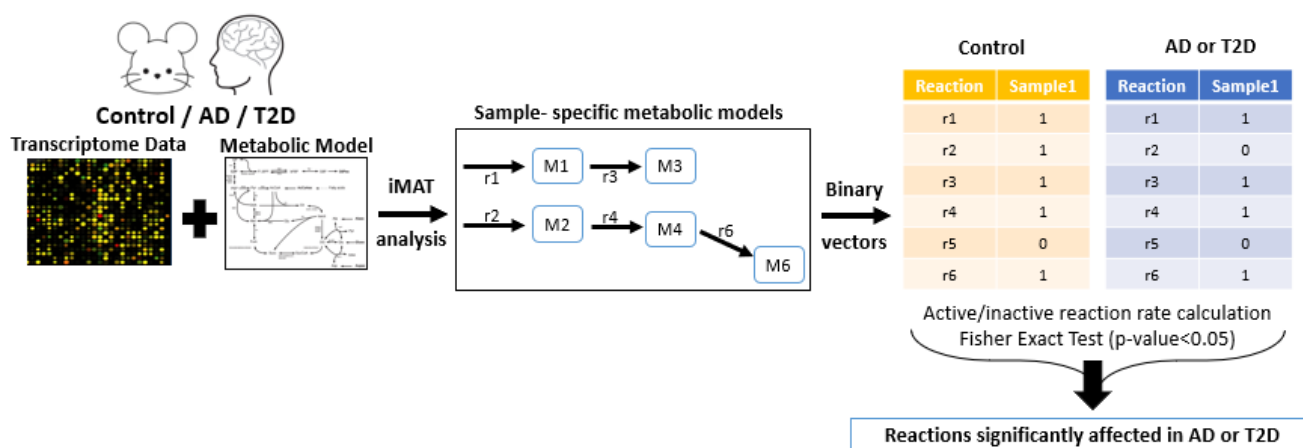 Control / AD / T2D
Transcriptome Data
Metabolic Model
iMAT
analysis
Sample- specific metabolic models
r1
M1
r3
M3
r2
M2
r4
M4
r6
M6
Binary
vectors
Control
Reaction Sample1
r1 1
r2 1
r3 1
r4 1
r5 0
r6 1
AD or T2D
Reaction Sample1
r1 1
r2 0
r3 1
r4 1
r5 0
r6 1
Active/inactive reaction rate calculation
Fisher Exact Test (p-value<0.05)
Reactions significantly affected in AD or T2D